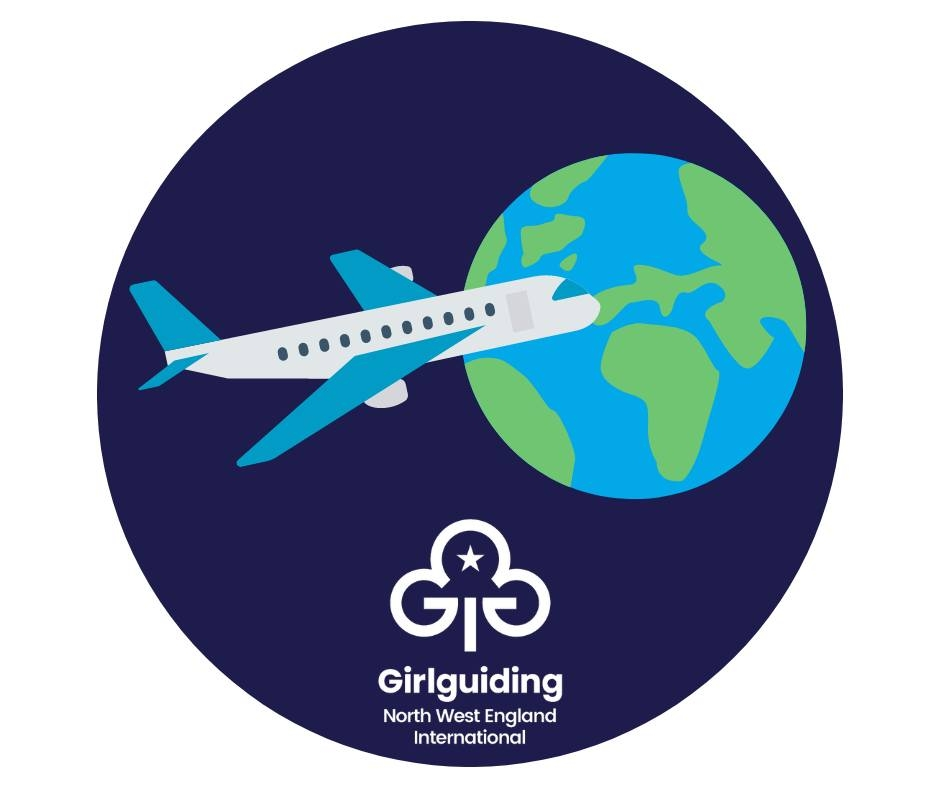 Girlguiding
North West England
International